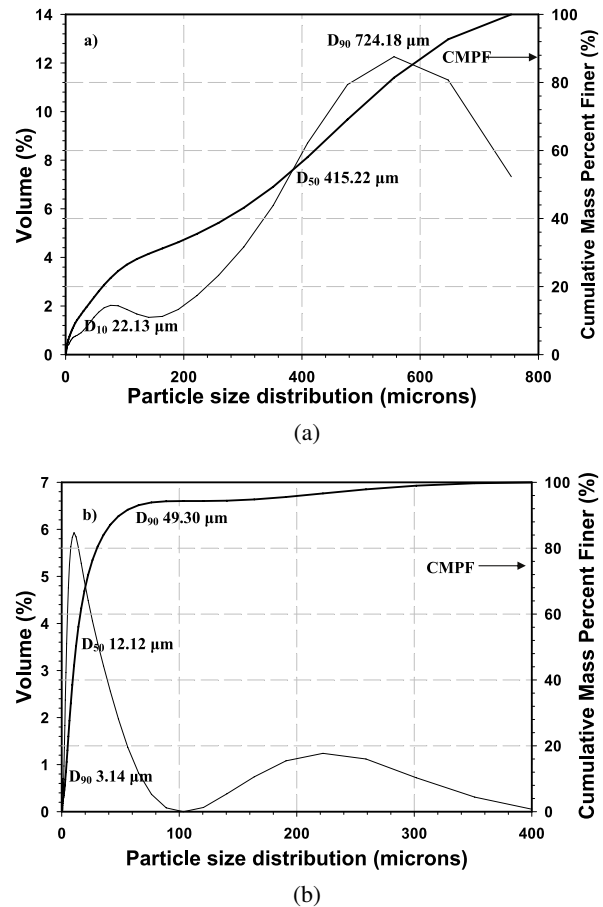 14
12
10
8
6
4
2
0
Volume (%)
a)
D₉₀ 724.18 µm
CMPF
D₅₀ 415.22 µm
D₁₀ 22.13 µm
100
80
60
40
20
0
Cumulative Mass Percent Finer (%)
0 200 400 600 800
Particle size distribution (microns)
(a)
7
6
5
4
3
2
1
0
Volume (%)
b)
D₉₀ 49.30 µm
CMPF
D₅₀ 12.12 µm
D₉₀ 3.14 µm
100
80
60
40
20
0
Cumulative Mass Percent Finer (%)
0 100 200 300 400
Particle size distribution (microns)
(b)